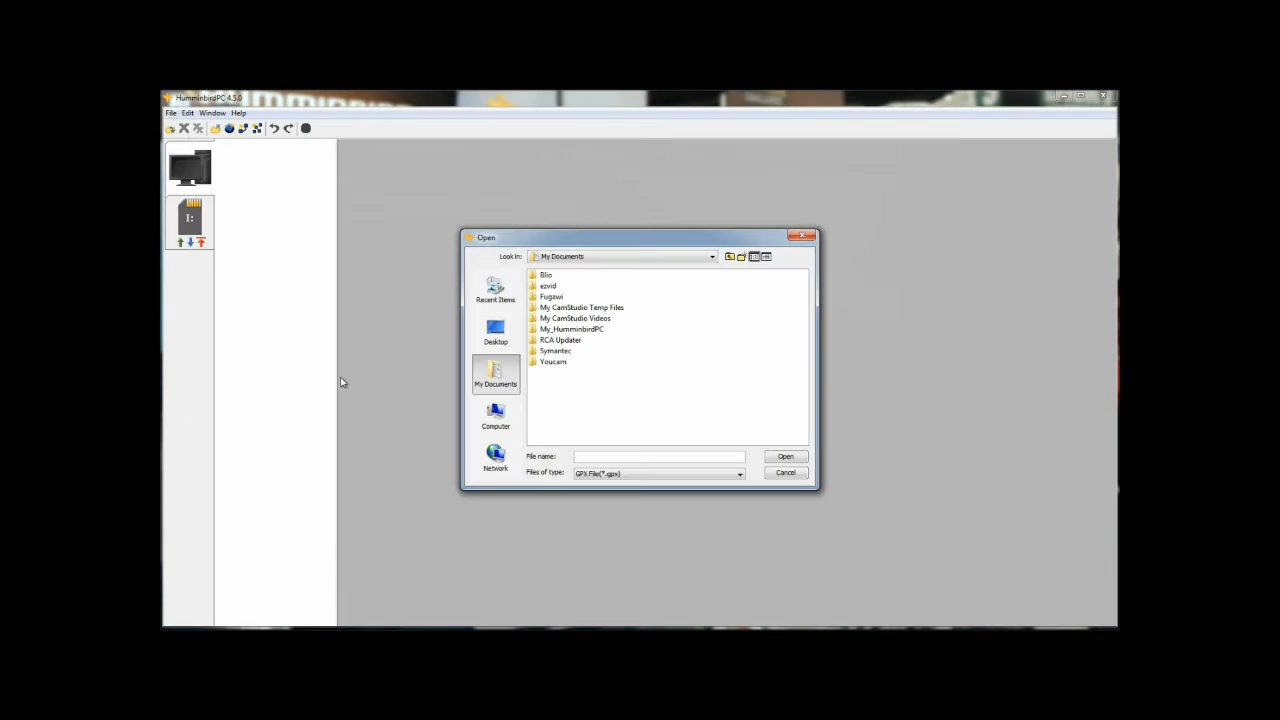 HumminbirdPC 4.5.0
File Edit Window Help
I:
Open
Look in: My Documents
Recent Items
Desktop
My Documents
Computer
Network
Blio
ezvid
Fugawi
My CamStudio Temp Files
My CamStudio Videos
My_HumminbirdPC
RCA Updater
Symantec
Youcam
File name: Open
Files of type: GPX File(*.gpx) Cancel